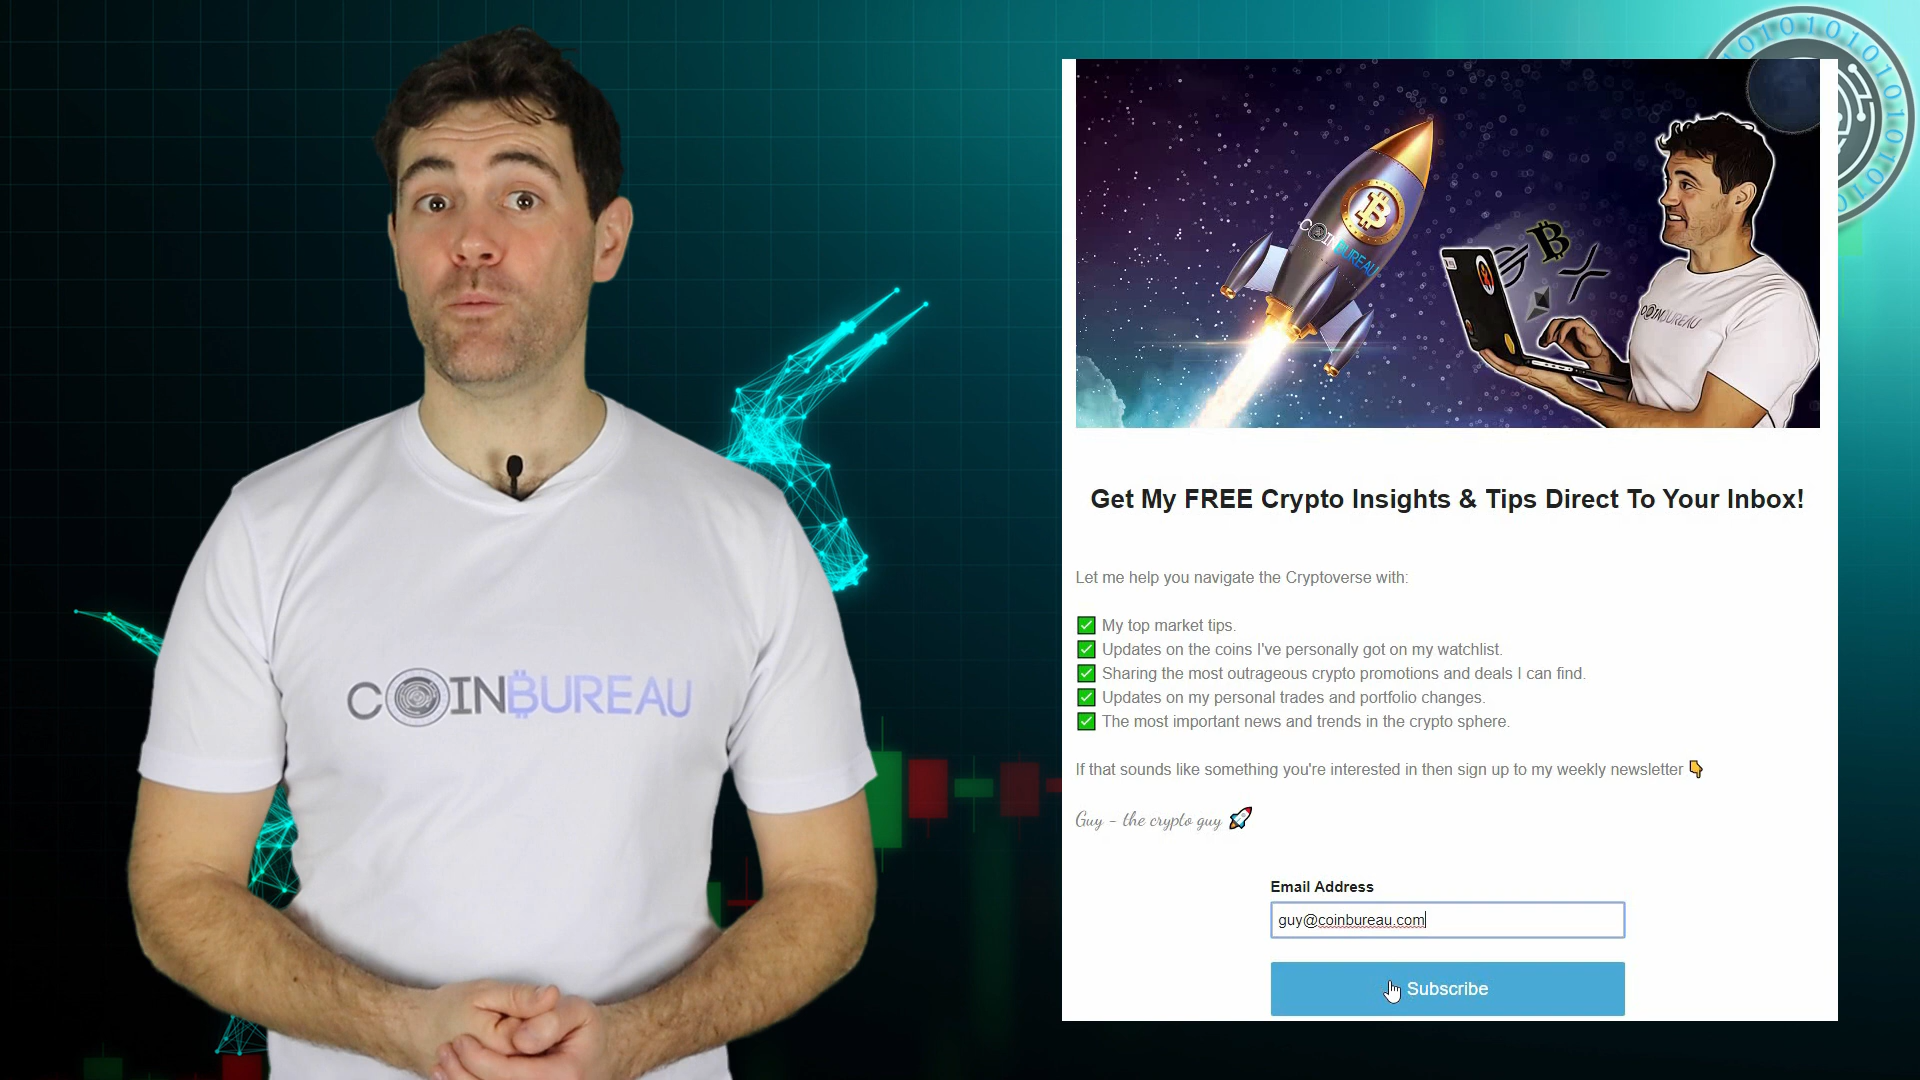 COINBUREAU
1010101010
COINBUREAU
COINBUREAU
Get My FREE Crypto Insights & Tips Direct To Your Inbox!
Let me help you navigate the Cryptoverse with:
My top market tips.
Updates on the coins I've personally got on my watchlist.
Sharing the most outrageous crypto promotions and deals I can find.
Updates on my personal trades and portfolio changes.
The most important news and trends in the crypto sphere.
If that sounds like something you're interested in then sign up to my weekly newsletter
Guy - the crypto guy
Email Address
guy@coinbureau.com
Subscribe